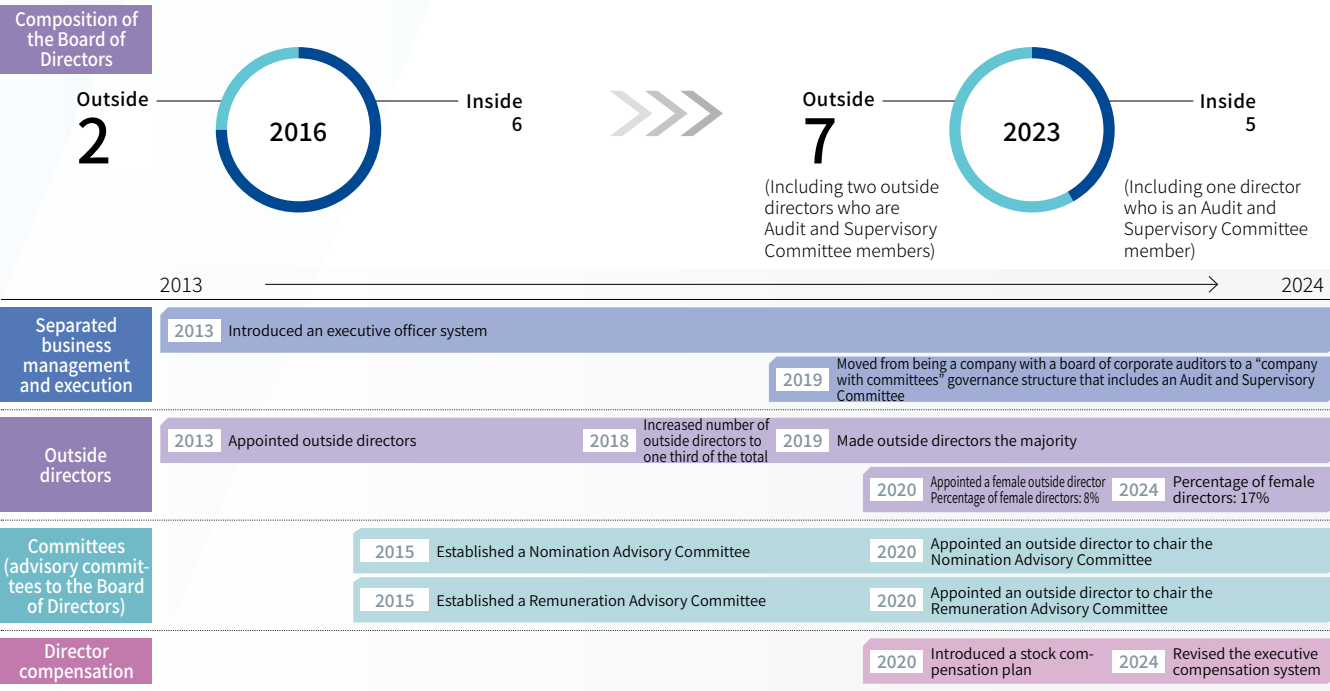 Composition of
the Board of
Directors
Outside
2
2016
Inside
6
Outside
7
(Including two outside
directors who are
Audit and Supervisory
Committee members)
2023
Inside
5
(Including one director
who is an Audit and
Supervisory Committee
member)
2013
2024
Separated
business
management
and execution
2013 Introduced an executive officer system
2019 Moved from being a company with a board of corporate auditors to a “company
with committees” governance structure that includes an Audit and Supervisory
Committee
Outside
directors
2013 Appointed outside directors
2018 Increased number of
outside directors to
one third of the total
2019 Made outside directors the majority
2020 Appointed a female outside director
Percentage of female directors: 8%
2024 Percentage of female
directors: 17%
Committees
(advisory commit-
tees to the Board
of Directors)
2015 Established a Nomination Advisory Committee
2020 Appointed an outside director to chair the
Nomination Advisory Committee
2015 Established a Remuneration Advisory Committee
2020 Appointed an outside director to chair the
Remuneration Advisory Committee
Director
compensation
2020 Introduced a stock com-
pensation plan
2024 Revised the executive
compensation system